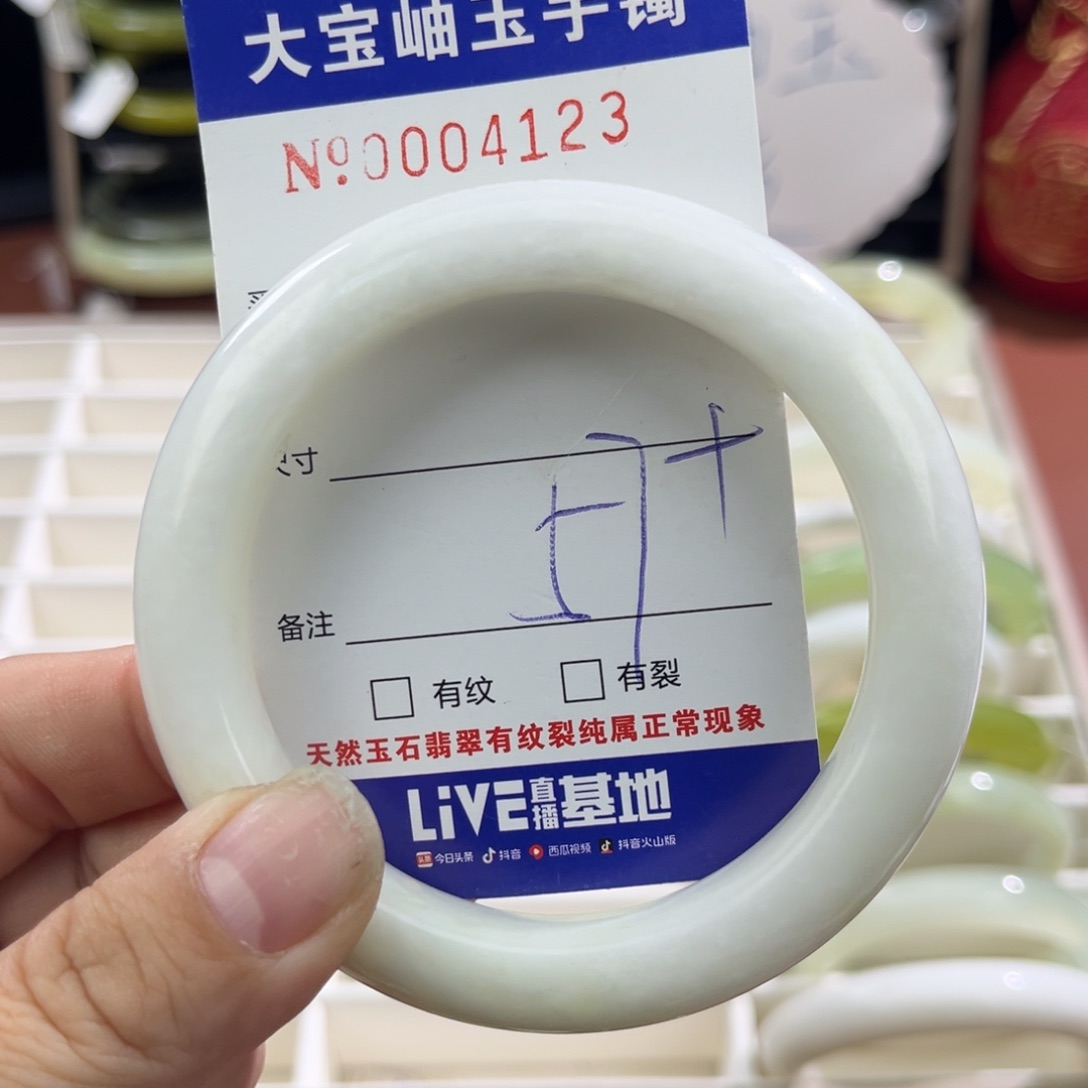 大宝岫玉手镯
№0004123
寸
备注
有纹 有裂
天然玉石翡翠有纹裂纯属正常现象
LiVE直播基地
今日头条 抖音 西瓜视频 抖音火山版